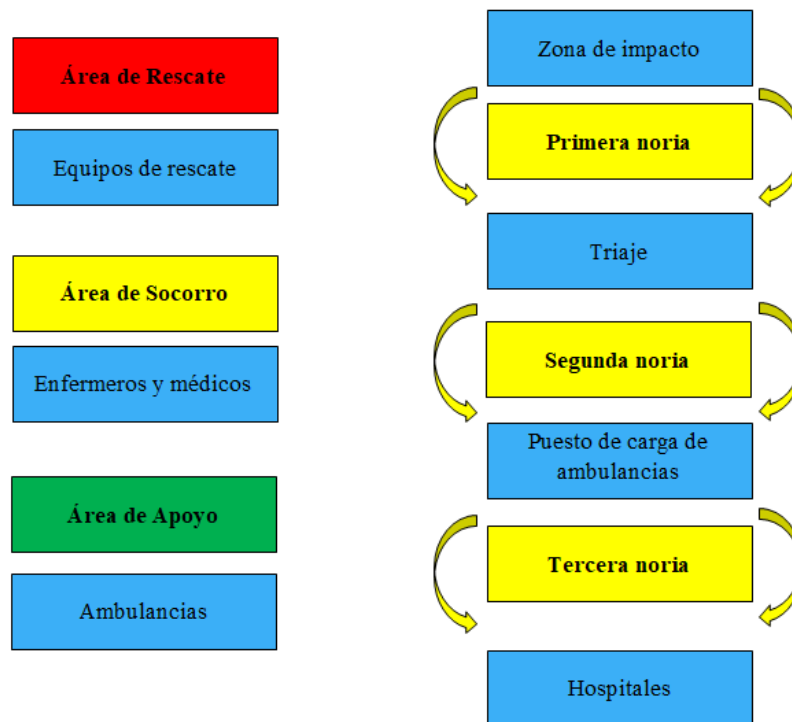 Área de Rescate
Equipos de rescate
Área de Socorro
Enfermeros y médicos
Área de Apoyo
Ambulancias
Zona de impacto
Primera noria
Triaje
Segunda noria
Puesto de carga de
ambulancias
Tercera noria
Hospitales